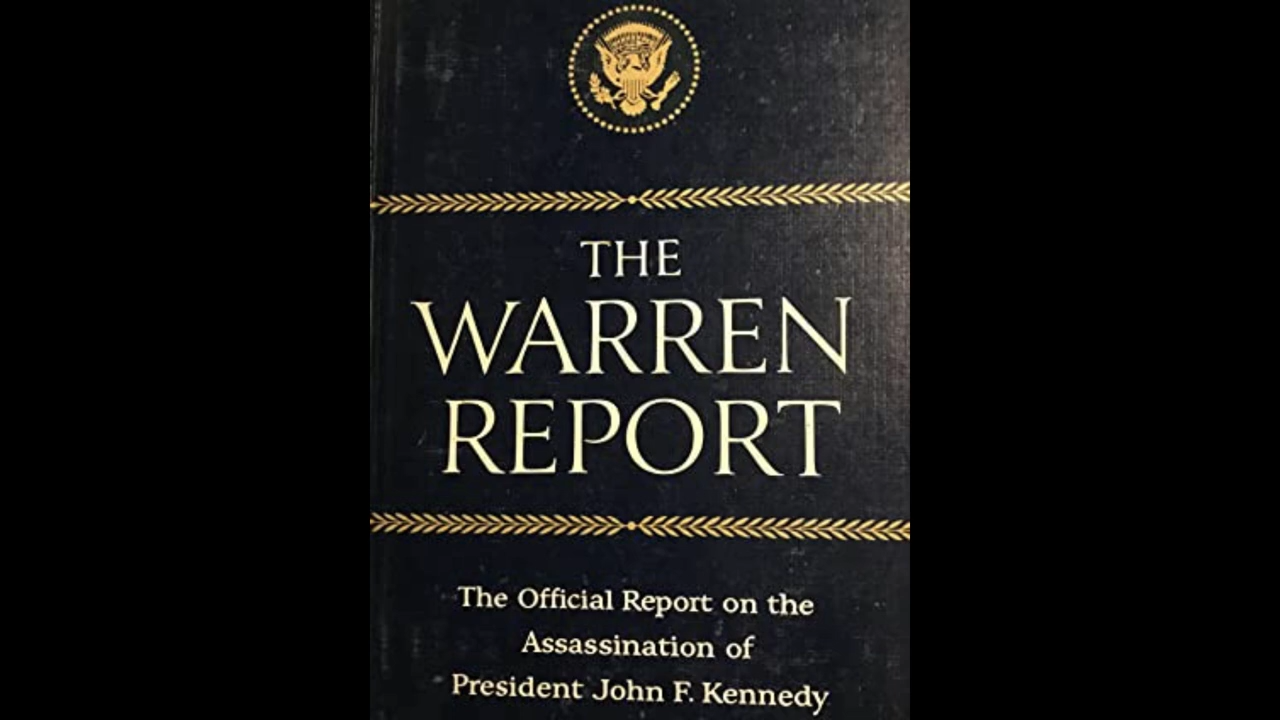 THE
WARREN
REPORT
The Official Report on the
Assassination of
President John F. Kennedy